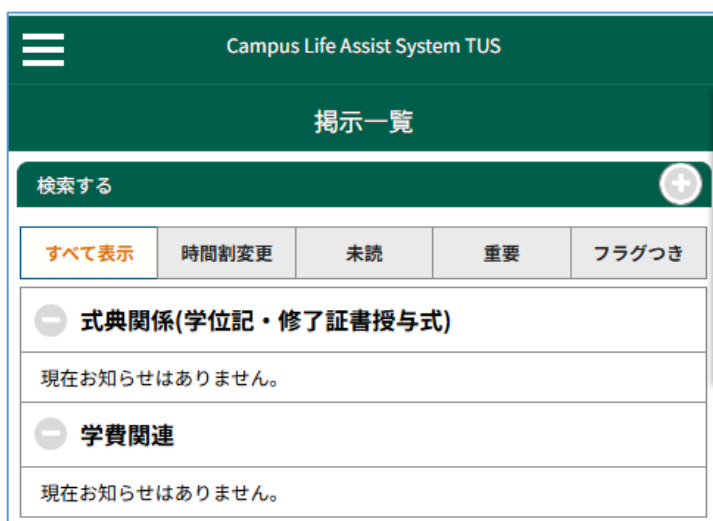 Campus Life Assist System TUS
掲示一覧
検索する
すべて表示 時間割変更 未読 重要 フラグつき
式典関係(学位記・修了証書授与式)
現在お知らせはありません。
学費関連
現在お知らせはありません。